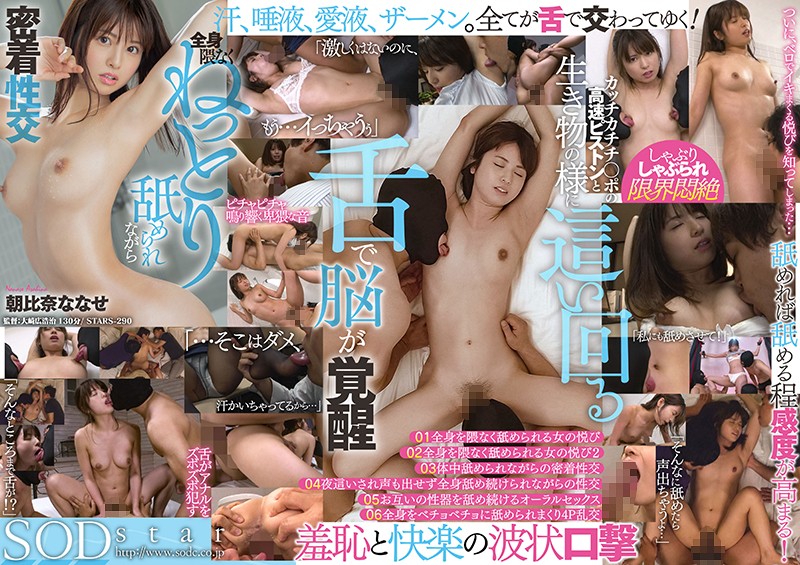 密着性交
全身隈なく
ねっとり
舐められ
ながら
朝比奈ななせ
監督:大崎広浩治 130分/ STARS-290
汗、唾液、愛液、ザーメン。全てが舌で交わってゆく!
「激しくはないのに、
もう…イっちゃうぅ」
ピチャピチャ
鳴り響く卑猥な音
カッチカチチ〇ポの
高速ピストンと
生き物の様に
這い回る
舌で脳が覚醒
しゃぶり
しゃぶられ
限界悶絶
ついに、ベロでイキまくる悦びを知ってしまった…
舐めれば舐める程感度が高まる!
「私にも舐めさせて!」
「…そこはダメ、
汗かいちゃってるから…」
「そんなところまで舌が!?」
舌がアナルを
ズボズボ犯す
「そんなに舐めたら
声出ちゃうよ…」
01全身を隈なく舐められる女の悦び
02全身を隈なく舐められる女の悦び2
03体中舐められながらの密着性交
04夜這いされ声も出せず全身舐め続けられながらの性交
05お互いの性器を舐め続けるオーラルセックス
06全身をベチョベチョに舐められまくり4P乱交
羞恥と快楽の波状口撃
SODstar
http://www.sodc.co.jp